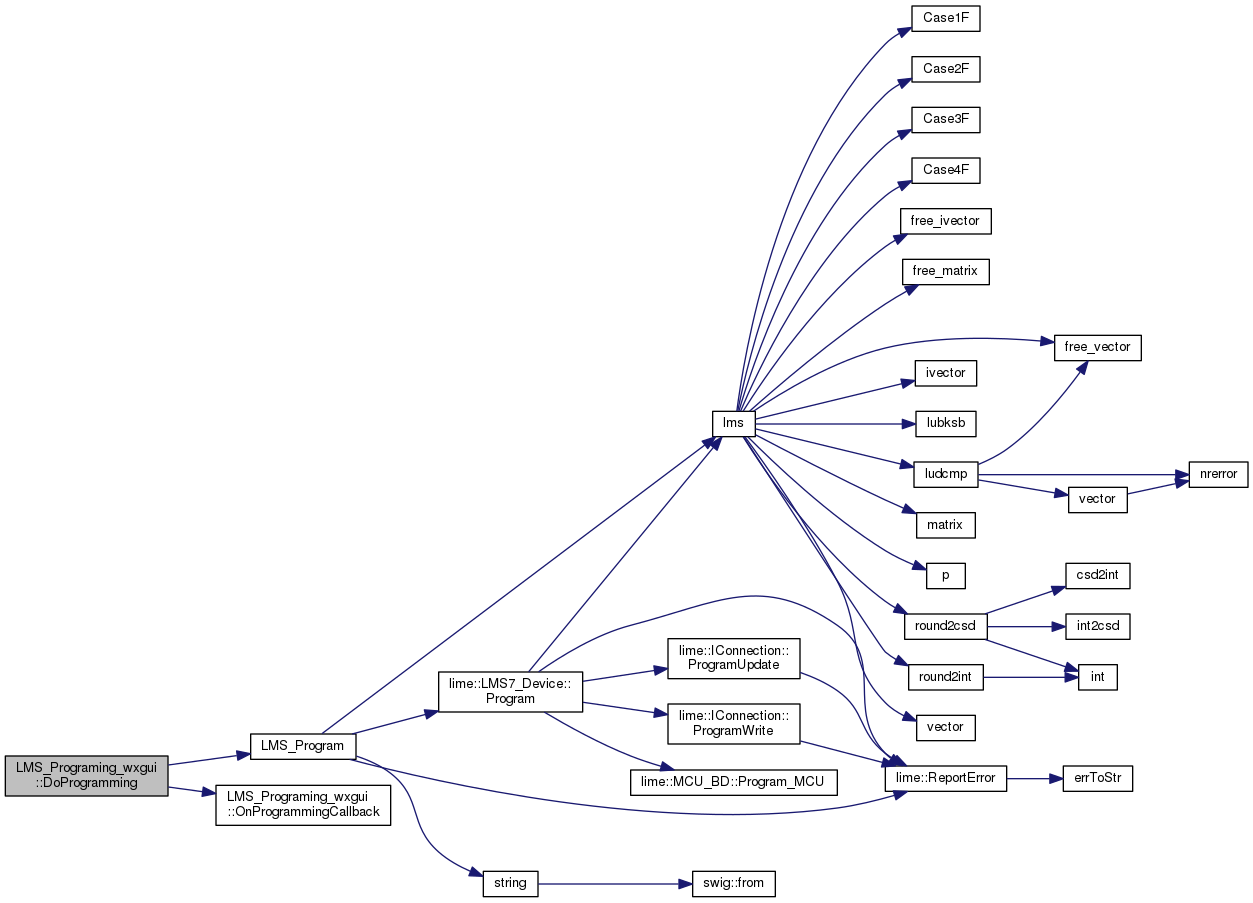 Case1F
Case2F
Case3F
Case4F
free_ivector
free_matrix
free_vector
ivector
lms
lubksb
ludcmp
nrerror
vector
matrix
p
csd2int
round2csd
int2csd
lime::IConnection::
ProgramUpdate
round2int
int
lime::LMS7_Device::
Program
lime::IConnection::
ProgramWrite
vector
LMS_Program
LMS_Programing_wxgui
::DoProgramming
lime::MCU_BD::Program_MCU
lime::ReportError
errToStr
LMS_Programing_wxgui
::OnProgrammingCallback
string
swig::from